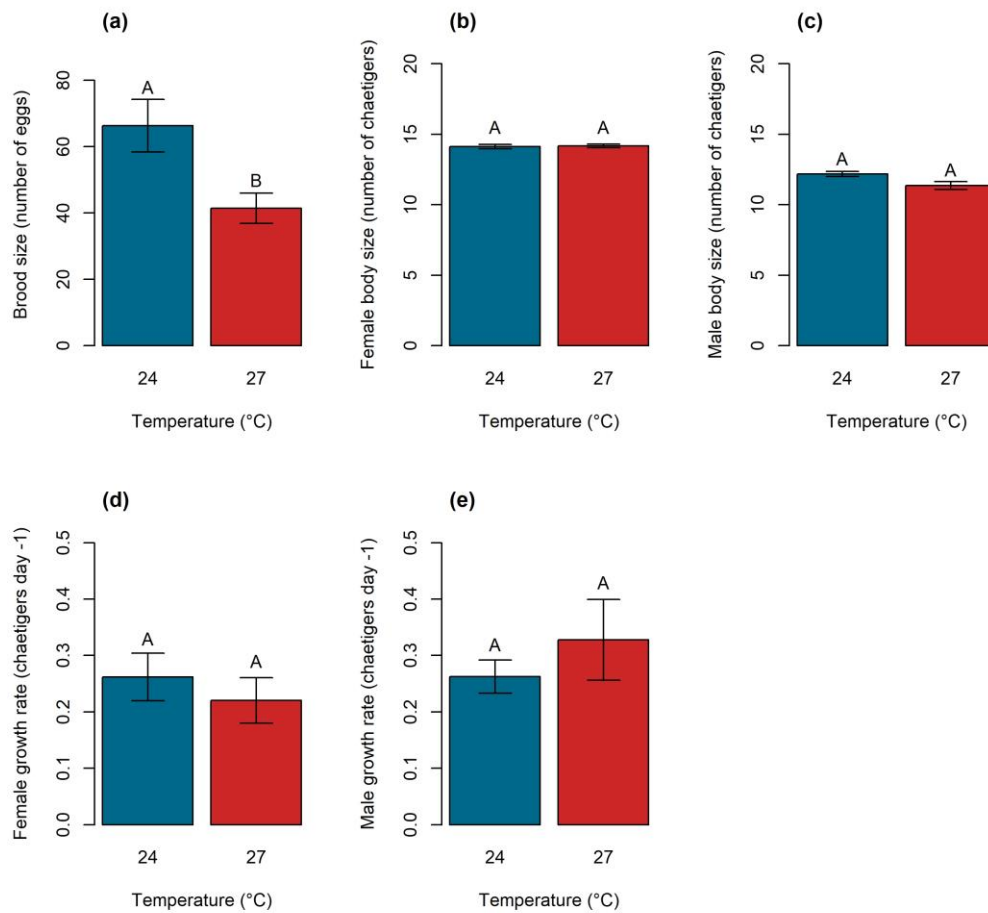 (a)
Brood size (number of eggs)
80
60
40
20
0
A
B
24 27
Temperature (°C)
(b)
Female body size (number of chaetigers)
20
15
10
5
0
A A
24 27
Temperature (°C)
(c)
Male body size (number of chaetigers)
20
15
10
5
0
A
A
24 27
Temperature (°C)
(d)
Female growth rate (chaetigers day -1)
0.5
0.4
0.3
0.2
0.1
0.0
A
A
24 27
Temperature (°C)
(e)
Male growth rate (chaetigers day -1)
0.5
0.4
0.3
0.2
0.1
0.0
A
A
24 27
Temperature (°C)